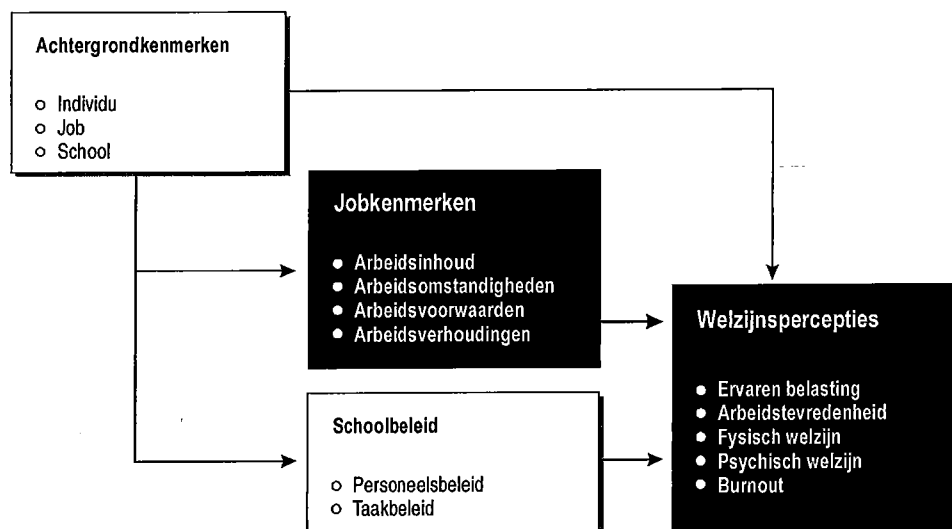 Achtergrondkenmerken
Individu
Job
School
Jobkenmerken
Arbeidsinhoud
Arbeidsomstandigheden
Arbeidsvoorwaarden
Arbeidsverhoudingen
Welzijnspercepties
Ervaren belasting
Arbeidstevredenheid
Fysisch welzijn
Psychisch welzijn
Burnout
Schoolbeleid
Personeelsbeleid
Taakbeleid